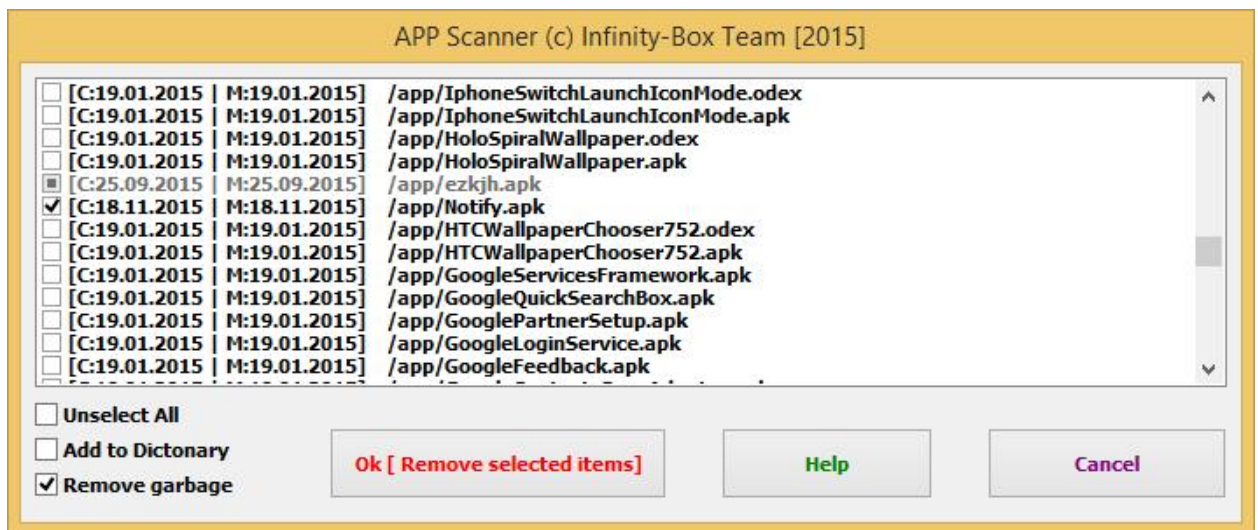 APP Scanner (c) Infinity-Box Team [2015]
[C:19.01.2015 | M:19.01.2015] /app/IphoneSwitchLaunchIconMode.odex
[C:19.01.2015 | M:19.01.2015] /app/IphoneSwitchLaunchIconMode.apk
[C:19.01.2015 | M:19.01.2015] /app/HoloSpiralWallpaper.odex
[C:19.01.2015 | M:19.01.2015] /app/HoloSpiralWallpaper.apk
[C:25.09.2015 | M:25.09.2015] /app/ezkjh.apk
[C:18.11.2015 | M:18.11.2015] /app/Notify.apk
[C:19.01.2015 | M:19.01.2015] /app/HTCWallpaperChooser752.odex
[C:19.01.2015 | M:19.01.2015] /app/HTCWallpaperChooser752.apk
[C:19.01.2015 | M:19.01.2015] /app/GoogleServicesFramework.apk
[C:19.01.2015 | M:19.01.2015] /app/GoogleQuickSearchBox.apk
[C:19.01.2015 | M:19.01.2015] /app/GooglePartnerSetup.apk
[C:19.01.2015 | M:19.01.2015] /app/GoogleLoginService.apk
[C:19.01.2015 | M:19.01.2015] /app/GoogleFeedback.apk
Unselect All
Add to Dictonary
Remove garbage
Ok [ Remove selected items]
Help
Cancel